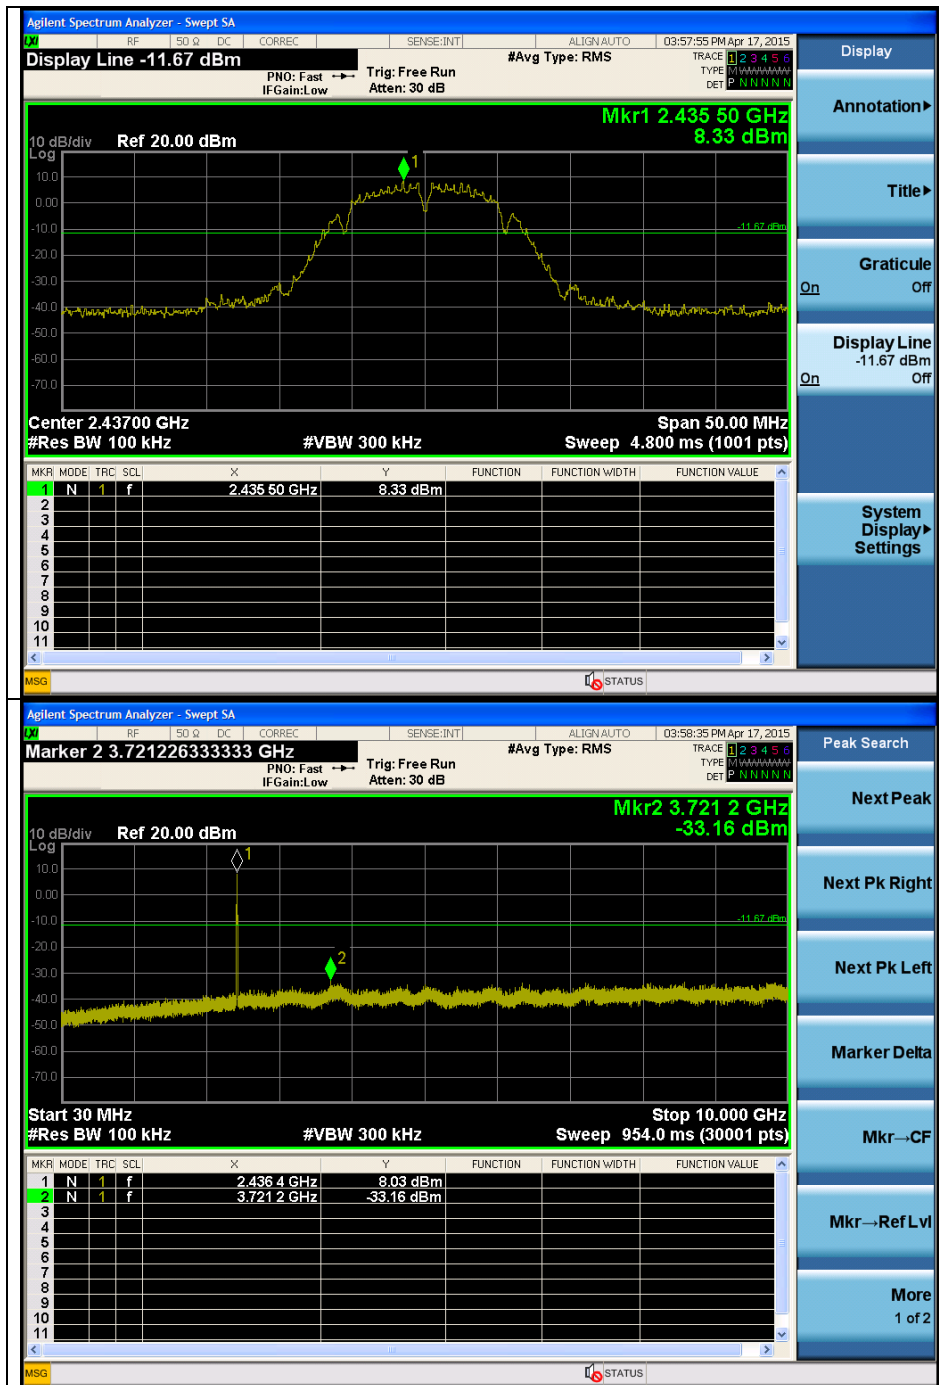 Agilent Spectrum Analyzer - Swept SA
LXI RF 50 Ω DC CORREC SENSE:INT ALIGN AUTO 03:57:55 PM Apr 17, 2015
Display Line -11.67 dBm
#Avg Type: RMS
TRACE 1 2 3 4 5 6
PNO: Fast Trig: Free Run
TYPE M WWWWW
IFGain:Low Atten: 30 dB
DET P N N N N N
Mkr1 2.435 50 GHz
8.33 dBm
10 dB/div Ref 20.00 dBm
Log
1
10.0
0.00
-10.0
-11.67 dBm
-20.0
-30.0
-40.0
-50.0
-60.0
-70.0
Center 2.43700 GHz Span 50.00 MHz
#Res BW 100 kHz #VBW 300 kHz Sweep 4.800 ms (1001 pts)
MKR MODE TRC SCL X Y FUNCTION FUNCTION WIDTH FUNCTION VALUE
1 N 1 f 2.435 50 GHz 8.33 dBm
2
3
4
5
6
7
8
9
10
11
MSG STATUS
Display
Annotation
Title
Graticule
On Off
Display Line
-11.67 dBm
On Off
System
Display
Settings
Agilent Spectrum Analyzer - Swept SA
LXI RF 50 Ω DC CORREC SENSE:INT ALIGN AUTO 03:58:35 PM Apr 17, 2015
Marker 2 3.721226333333 GHz
#Avg Type: RMS
TRACE 1 2 3 4 5 6
PNO: Fast Trig: Free Run
TYPE M WWWWW
IFGain:Low Atten: 30 dB
DET P N N N N N
Mkr2 3.721 2 GHz
-33.16 dBm
10 dB/div Ref 20.00 dBm
Log
1
10.0
0.00
-10.0
-11.67 dBm
-20.0
2
-30.0
-40.0
-50.0
-60.0
-70.0
Start 30 MHz Stop 10.000 GHz
#Res BW 100 kHz #VBW 300 kHz Sweep 954.0 ms (30001 pts)
MKR MODE TRC SCL X Y FUNCTION FUNCTION WIDTH FUNCTION VALUE
1 N 1 f 2.436 4 GHz 8.03 dBm
2 N 1 f 3.721 2 GHz -33.16 dBm
3
4
5
6
7
8
9
10
11
MSG STATUS
Peak Search
Next Peak
Next Pk Right
Next Pk Left
Marker Delta
Mkr→CF
Mkr→Ref Lvl
More
1 of 2